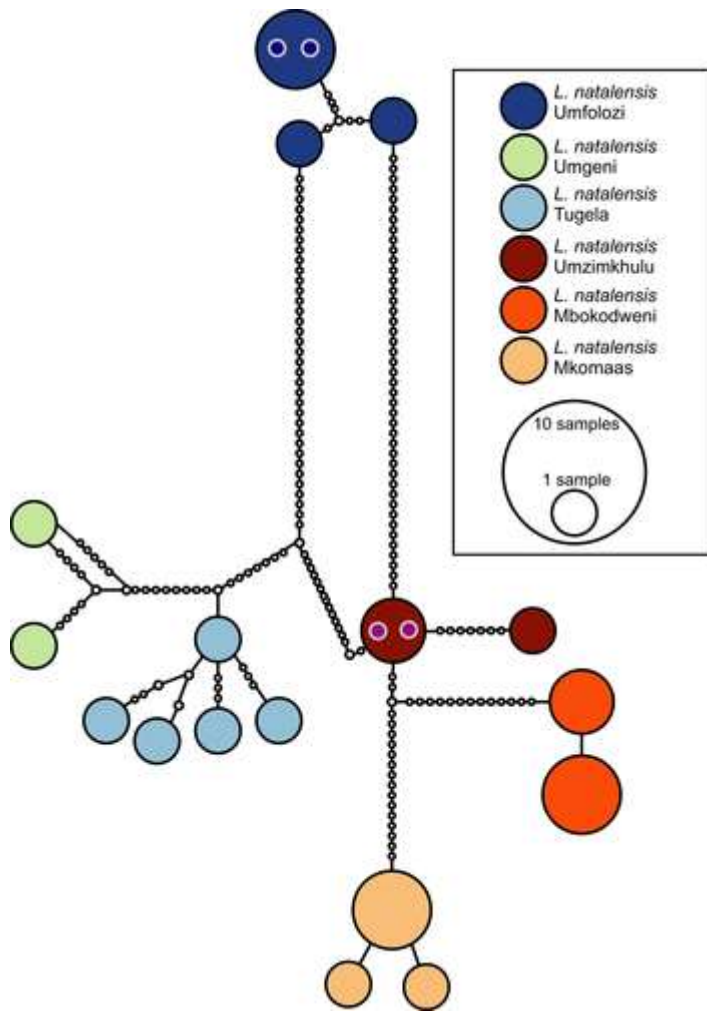 L. natalensis
Umfolozi
L. natalensis
Umgeni
L. natalensis
Tugela
L. natalensis
Umzimkhulu
L. natalensis
Mbokodweni
L. natalensis
Mkomaas
10 samples
1 sample